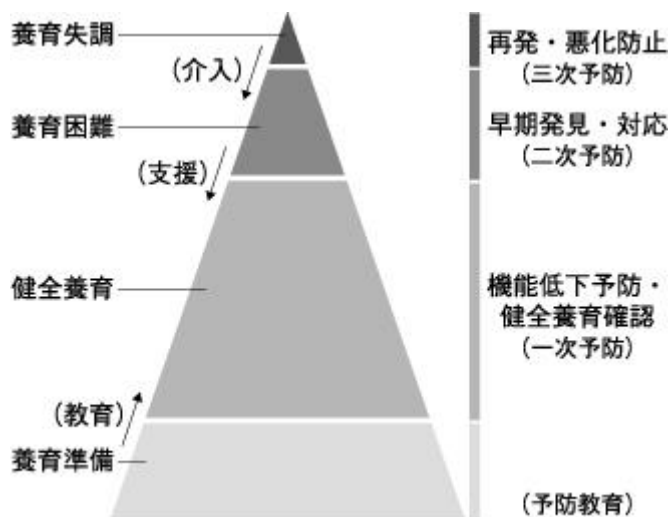 養育失調
(介入)
養育困難
(支援)
健全養育
(教育)
養育準備
再発・悪化防止
(三次予防)
早期発見・対応
(二次予防)
機能低下予防・
健全養育確認
(一次予防)
(予防教育)